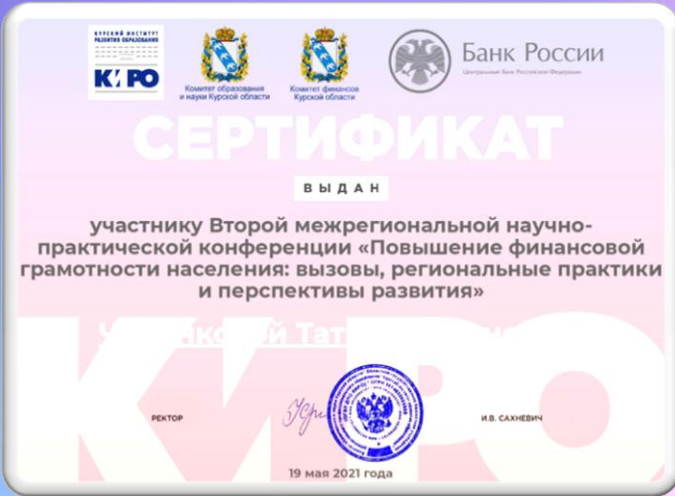 КУРСКИЙ ИНСТИТУТ
РАЗВИТИЯ ОБРАЗОВАНИЯ
КИРО
Комитет образования
и науки Курской области
Комитет финансов
Курской области
Банк России
Центральный банк Российской Федерации
СЕРТИФИКАТ
ВЫДАН
участнику Второй межрегиональной научно-
практической конференции «Повышение финансовой
грамотности населения: вызовы, региональные практики
и перспективы развития»
КИРО
РЕКТОР
И.В. САХНЕВИЧ
19 мая 2021 года